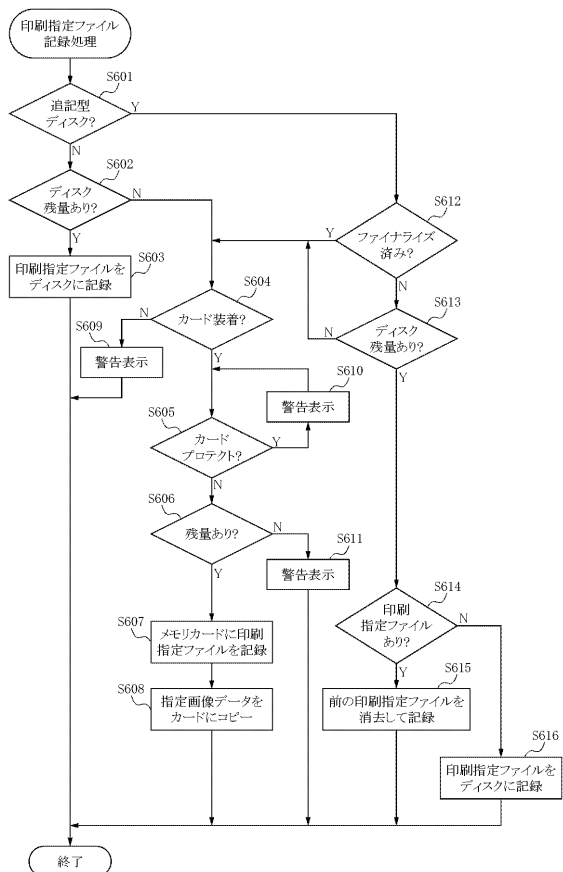 印刷指定ファイル
記録処理
S601
追記型
ディスク?
Y
N
S602
ディスク
残量あり?
N
Y
S603
印刷指定ファイルを
ディスクに記録
S612
ファイナライズ
済み?
Y
N
S604
カード装着?
N
Y
S613
ディスク
残量あり?
N
Y
S609
警告表示
S610
警告表示
S605
カード
プロテクト?
Y
N
S606
残量あり?
N
Y
S611
警告表示
S614
印刷
指定ファイル
あり?
N
Y
S607
メモリカードに印刷
指定ファイルを記録
S608
指定画像データを
カードにコピー
S615
前の印刷指定ファイルを
消去して記録
S616
印刷指定ファイルを
ディスクに記録
終了